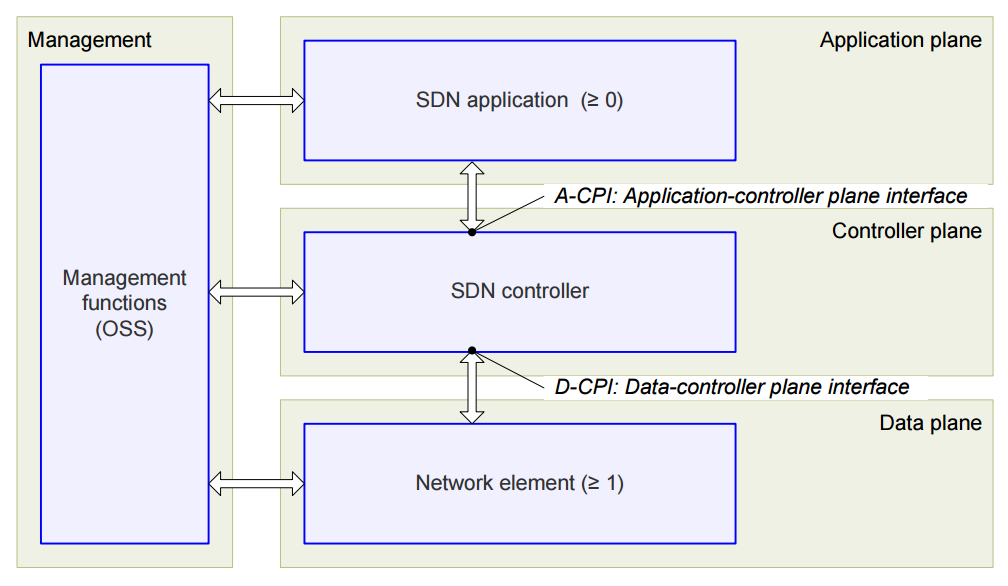 Management
Application plane
SDN application (≥ 0)
A-CPI: Application-controller plane interface
Controller plane
Management
functions
(OSS)
SDN controller
D-CPI: Data-controller plane interface
Data plane
Network element (≥ 1)